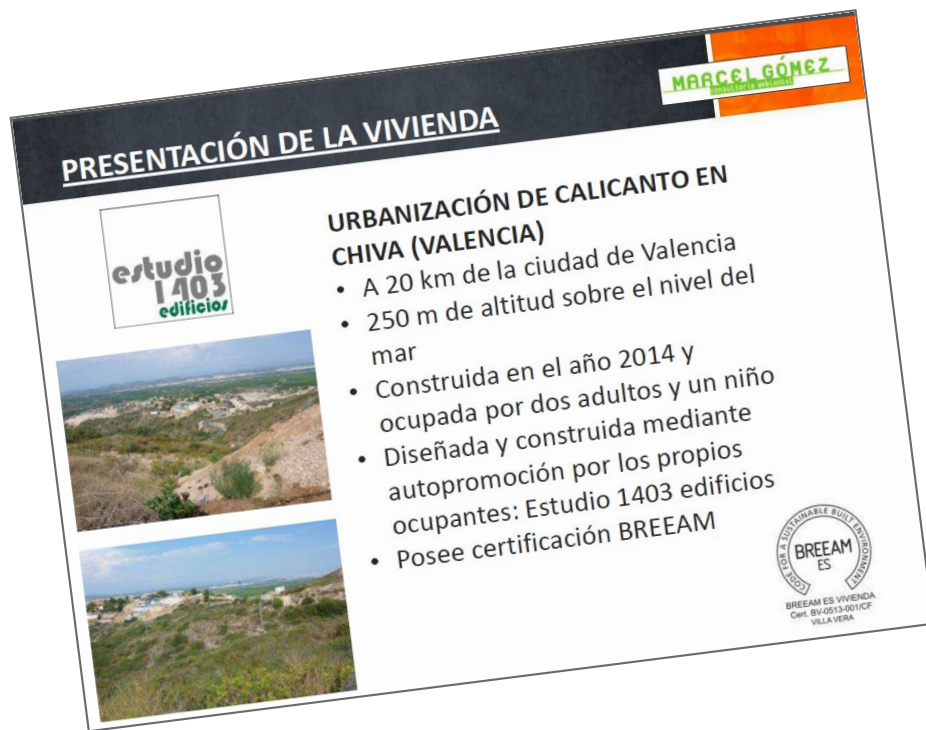 MARCEL GÓMEZ
consultoría ambiental
PRESENTACIÓN DE LA VIVIENDA
estudio
1403
edificios
URBANIZACIÓN DE CALICANTO EN
CHIVA (VALENCIA)
• A 20 km de la ciudad de Valencia
• 250 m de altitud sobre el nivel del
mar
• Construida en el año 2014 y
ocupada por dos adultos y un niño
• Diseñada y construida mediante
autopromoción por los propios
ocupantes: Estudio 1403 edificios
• Posee certificación BREEAM
CODE FOR A SUSTAINABLE BUILT ENVIRONMENT
BREEAM
ES
BREEAM ES VIVIENDA
Cert. BV-0513-001/CF
VILLA VERA